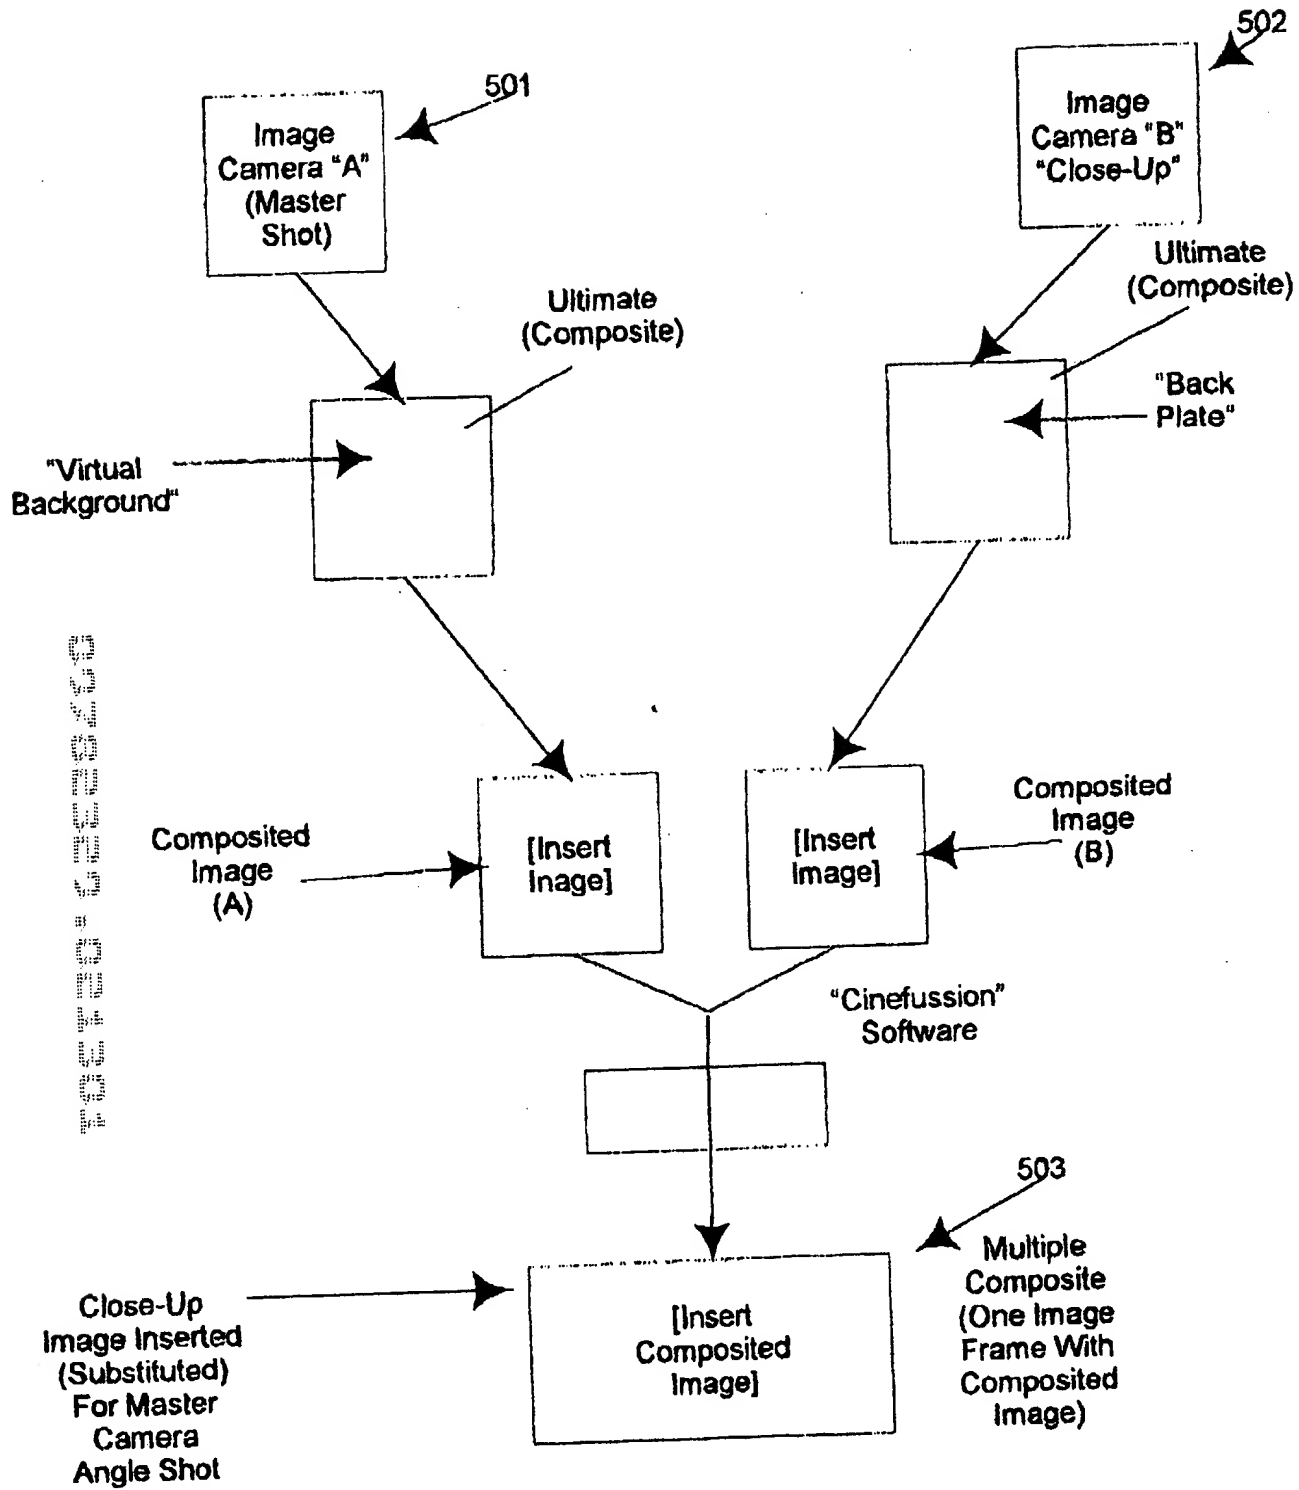 502
501
Image
Camera "A"
(Master
Shot)
Image
Camera "B"
"Close-Up"
Ultimate
(Composite)
Ultimate
(Composite)
"Back
Plate"
"Virtual
Background"
Composited
Image
(A)
[Insert
Inage]
[Insert
Image]
Composited
Image
(B)
"Cinefussion"
Software
503
Close-Up
Image Inserted
(Substituted)
For Master
Camera
Angle Shot
[Insert
Composited
Image]
Multiple
Composite
(One Image
Frame With
Composited
Image)